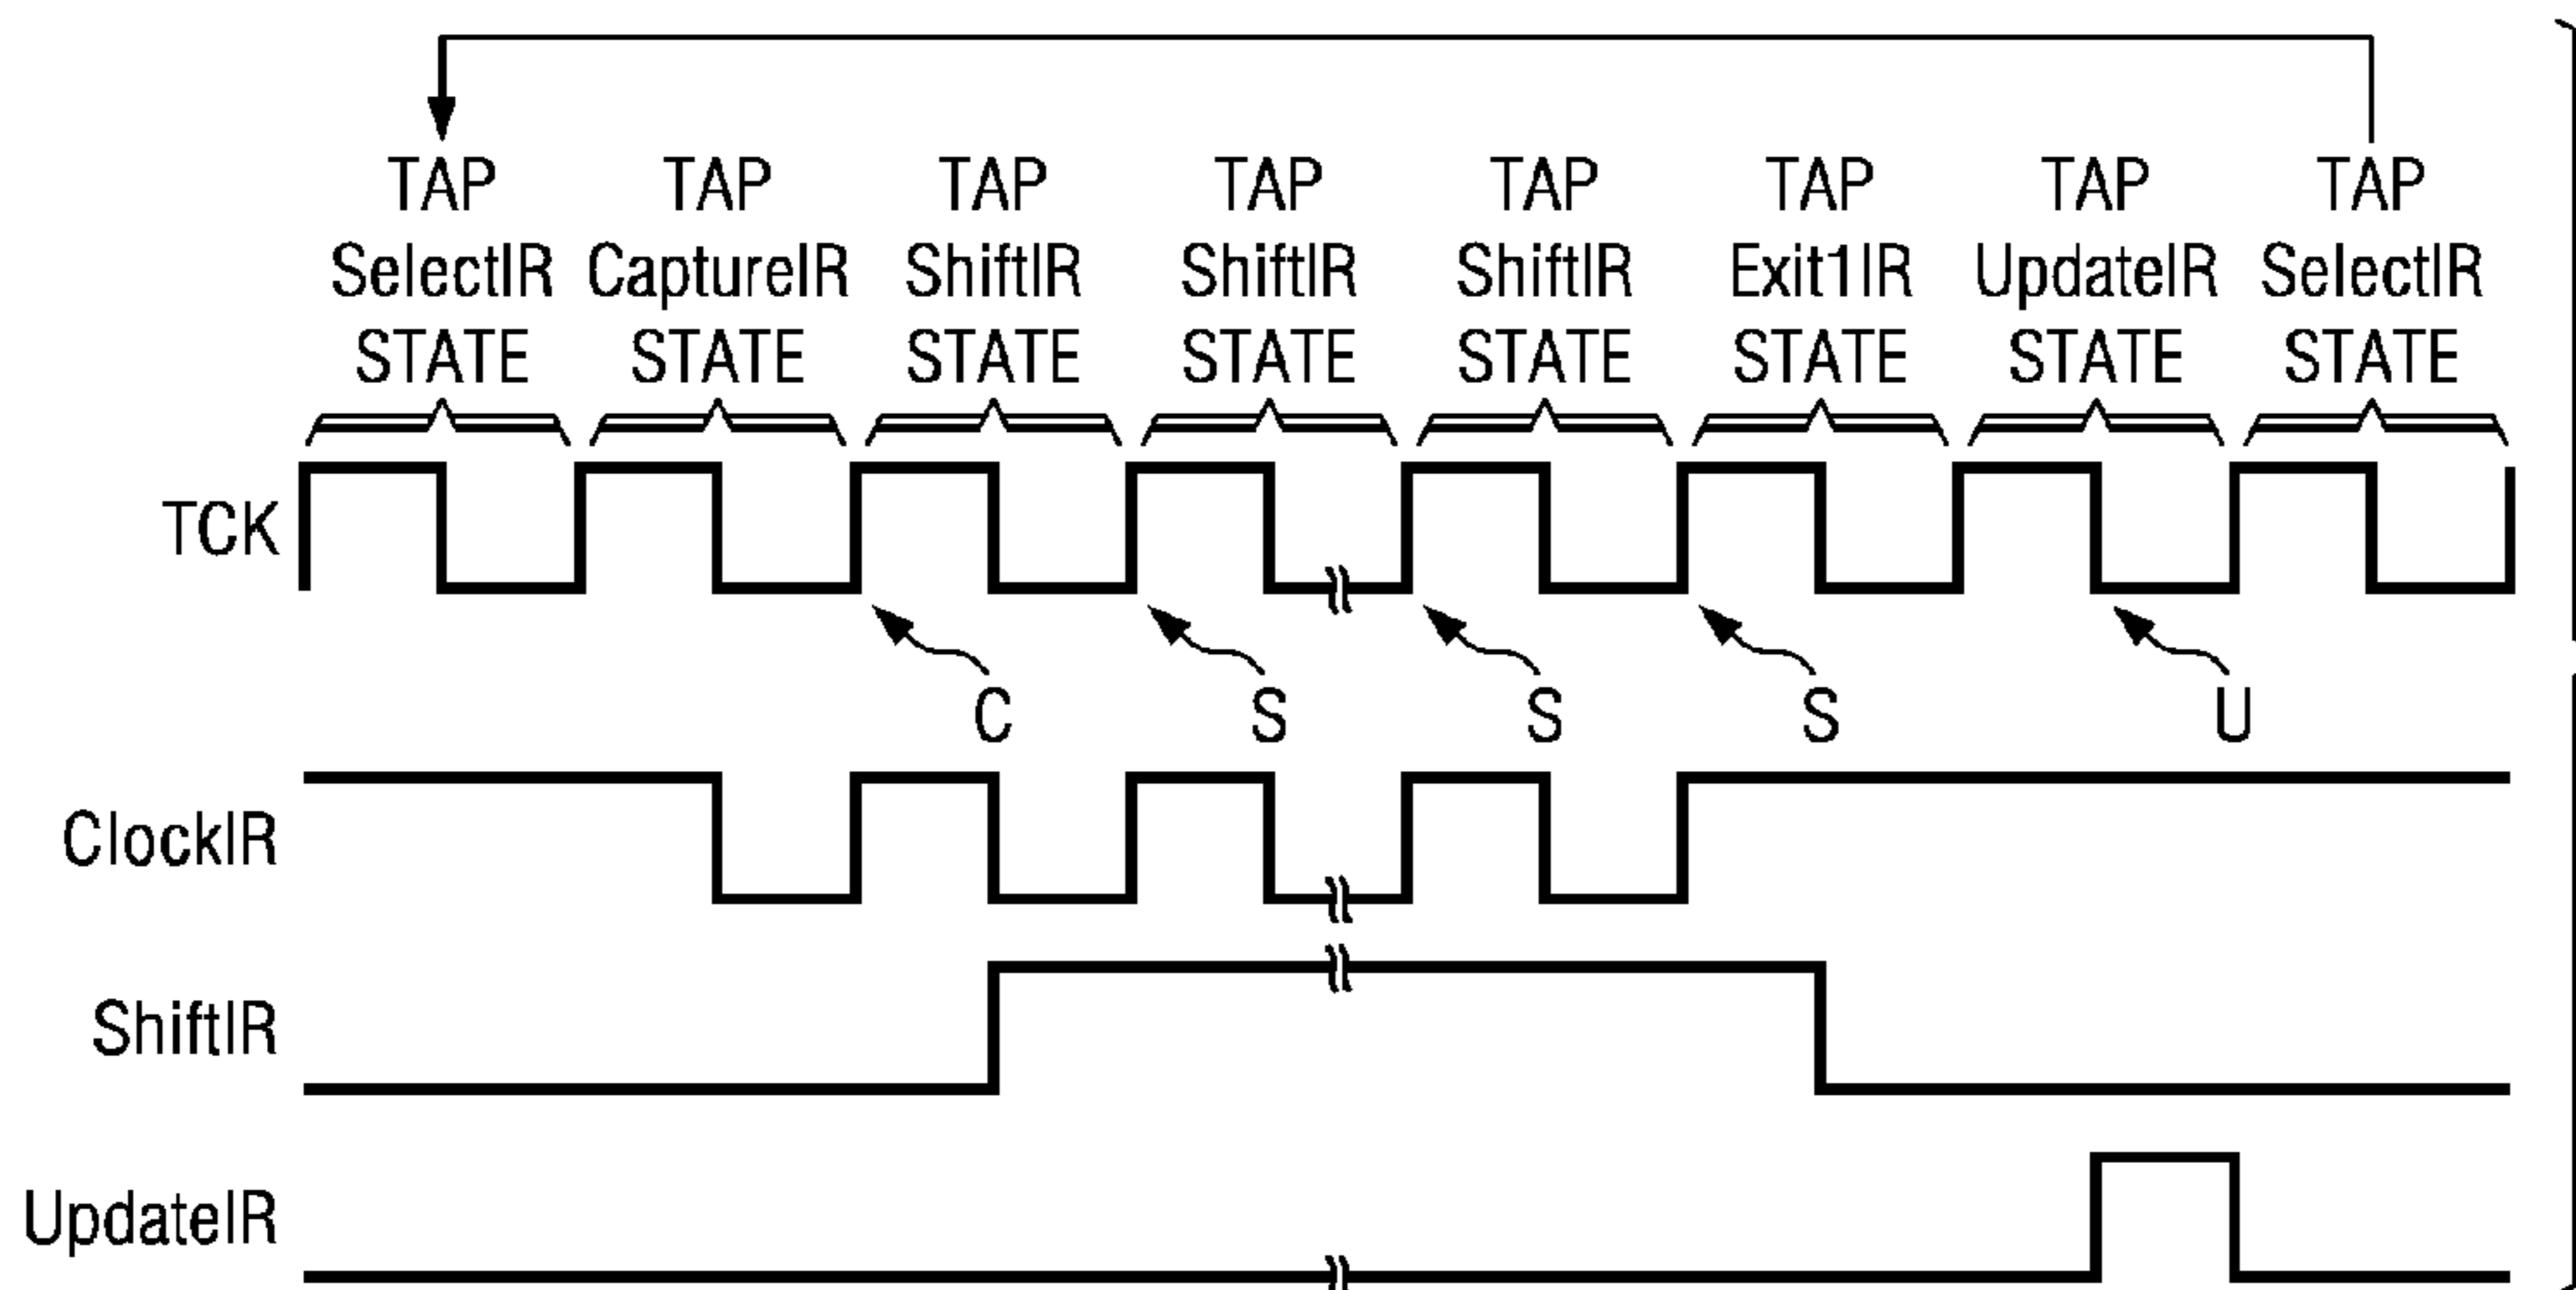 TAP TAP TAP TAP TAP TAP TAP TAP
SelectIR CaptureIR ShiftIR ShiftIR ShiftIR Exit1IR UpdateIR SelectIR
STATE STATE STATE STATE STATE STATE STATE STATE
TCK
C S S S U
ClockIR
ShiftIR
UpdateIR